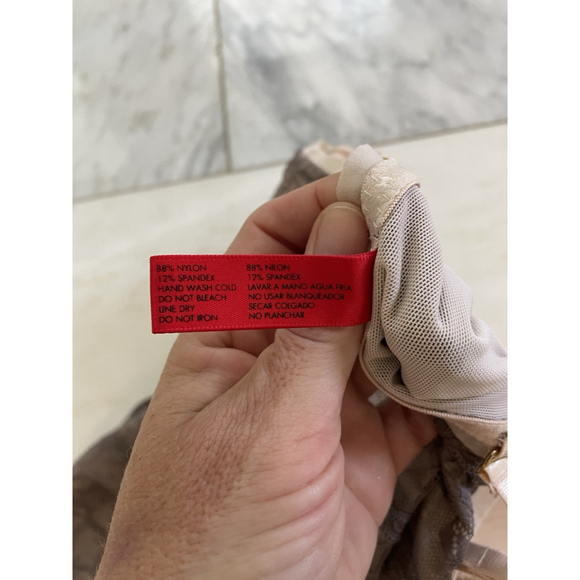 88% NYLON
12% SPANDEX
HAND WASH COLD
DO NOT BLEACH
LINE DRY
DO NOT IRON
88% NILON
12% SPANDEX
LAVAR A MANO AGUA FRIA
NO USAR BLANQUEADOR
SECAR COLGADO
NO PLANCHAR